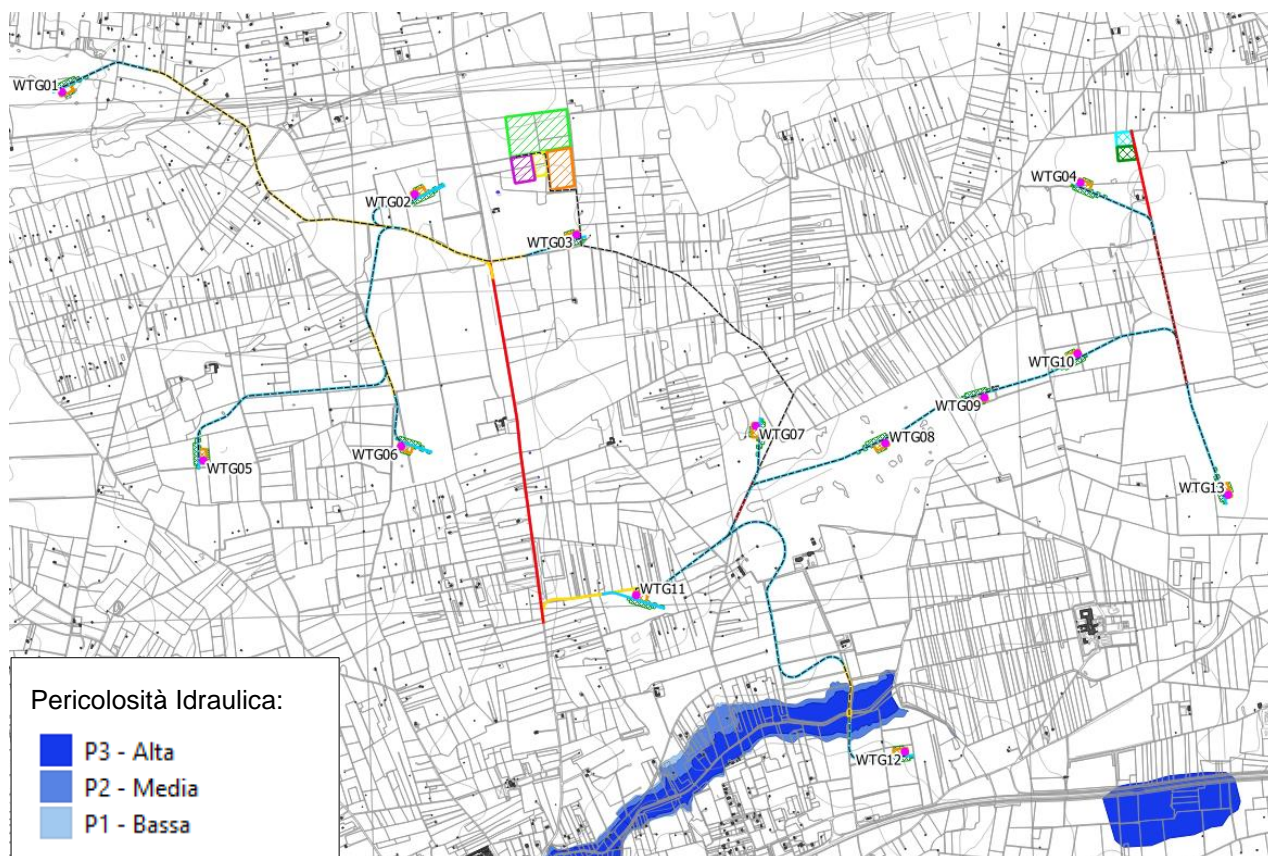 WTG01
WTG02
WTG03
WTG04
WTG05
WTG06
WTG07
WTG08
WTG09
WTG10
WTG13
WTG11
WTG12
Pericolosità Idraulica:
P3 - Alta
P2 - Media
P1 - Bassa